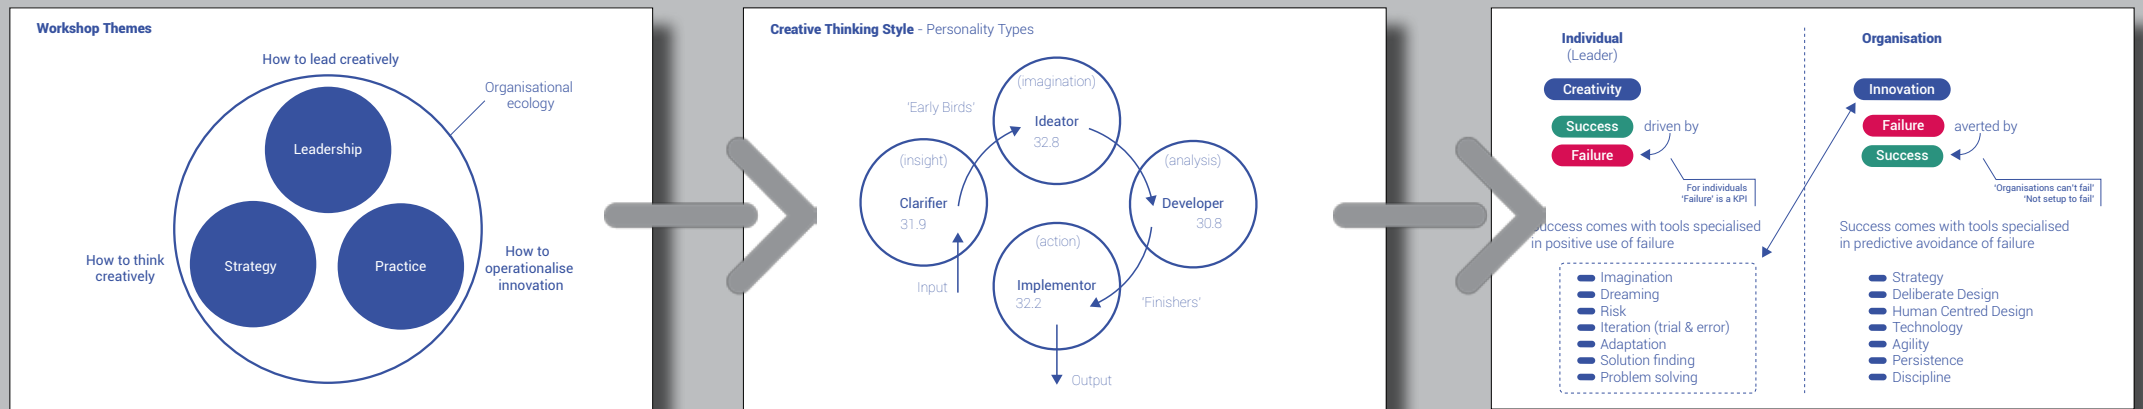 Workshop Themes
How to lead creatively
Organisational
ecology
Leadership
Strategy
Practice
How to think
creatively
How to
operationalise
innovation
Creative Thinking Style - Personality Types
(imagination)
'Early Birds'
Ideator
32.8
(insight)
Clarifier
31.9
(analysis)
Developer
30.8
(action)
Implementor
32.2
Input
'Finishers'
Output
Individual
(Leader)
Creativity
Success driven by
Failure
For individuals
'Failure' is a KPI
Success comes with tools specialised
in positive use of failure
Imagination
Dreaming
Risk
Iteration (trial & error)
Adaptation
Solution finding
Problem solving
Organisation
Innovation
Failure averted by
Success
'Organisations can't fail'
'Not setup to fail'
Success comes with tools specialised
in predictive avoidance of failure
Strategy
Deliberate Design
Human Centred Design
Technology
Agility
Persistence
Discipline